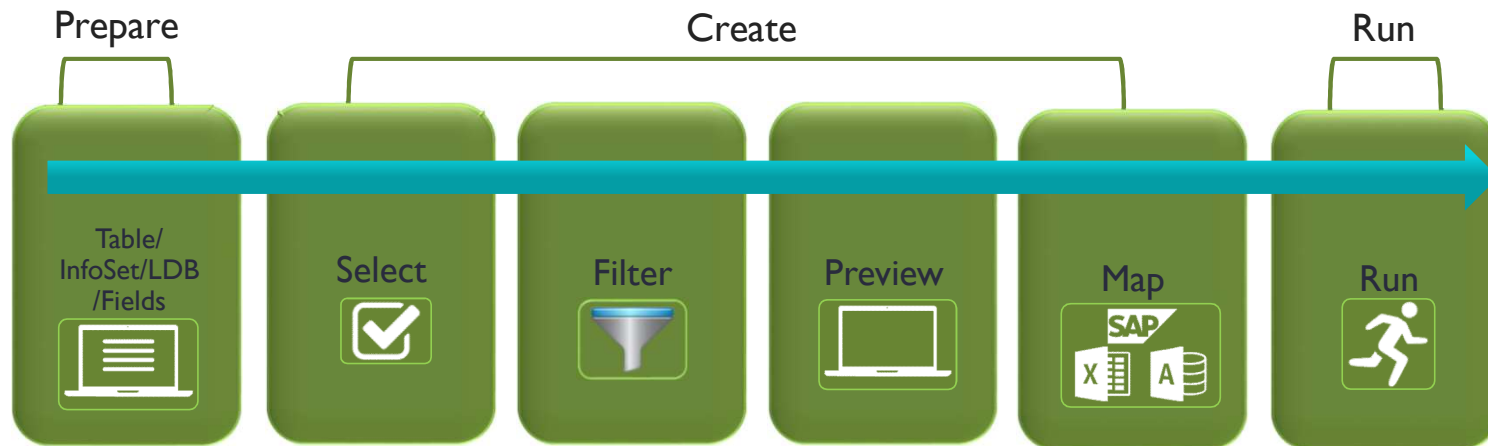 Prepare
Create
Run
Table/
InfoSet/LDB
/Fields
Select
Filter
Preview
Map
SAP
X
A
Run